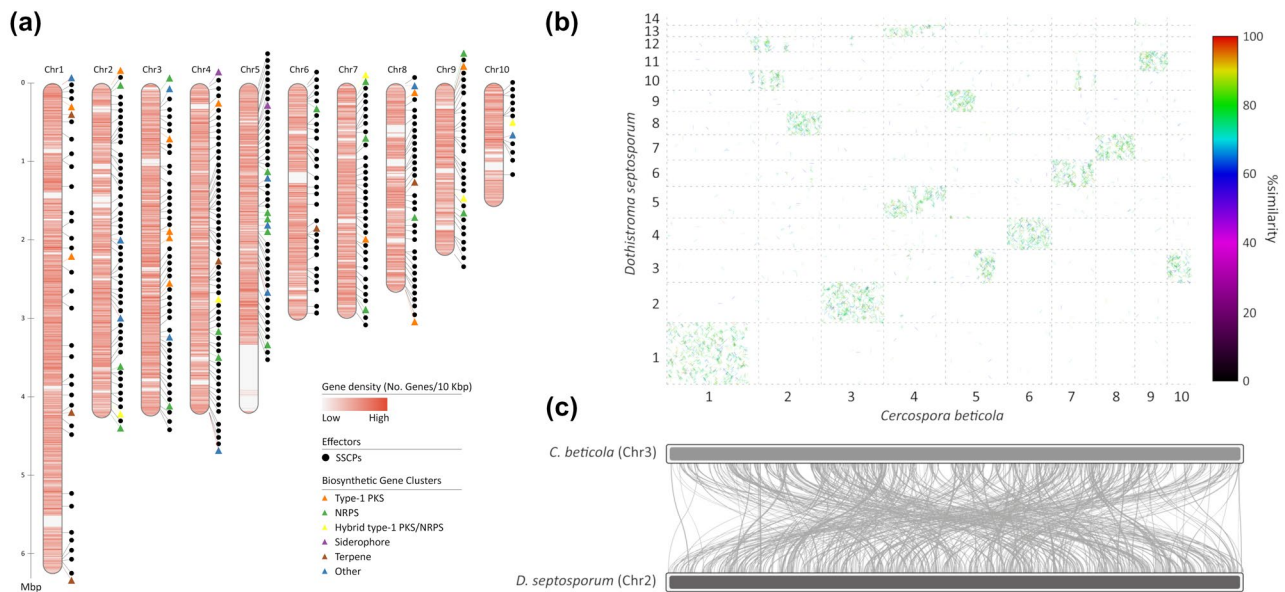 (a)
Chr1 Chr2 Chr3 Chr4 Chr5 Chr6 Chr7 Chr8 Chr9 Chr10
0
1
2
3
4
5
6
Mbp
Gene density (No. Genes/10 Kbp)
Low High
Effectors
SSCPs
Biosynthetic Gene Clusters
Type-1 PKS
NRPS
Hybrid type-1 PKS/NRPS
Siderophore
Terpene
Other
(b)
Dothistroma septosporum
14
13
12
11
10
9
8
7
6
5
4
3
2
1
1 2 3 4 5 6 7 8 9 10
Cercospora beticola
100
80
60
40
20
0
%similarity
(c)
C. beticola (Chr3)
D. septosporum (Chr2)